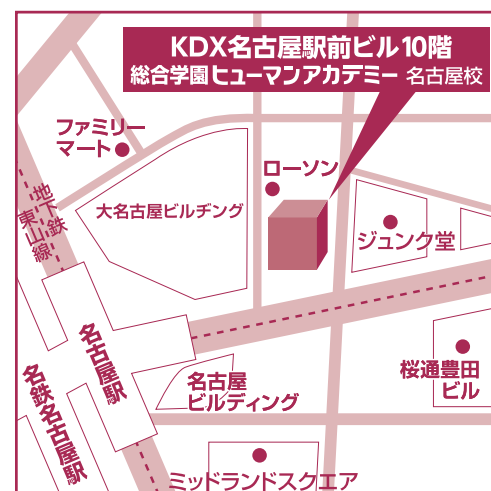 KDX名古屋駅前ビル10階
総合学園ヒューマンアカデミー 名古屋校
ファミリー
マート
ローソン
地下鉄
東山線
大名古屋ビルヂング
ジュンク堂
名古屋駅
名鉄名古屋駅
名古屋
ビルディング
桜通豊田
ビル
ミッドランドスクエア